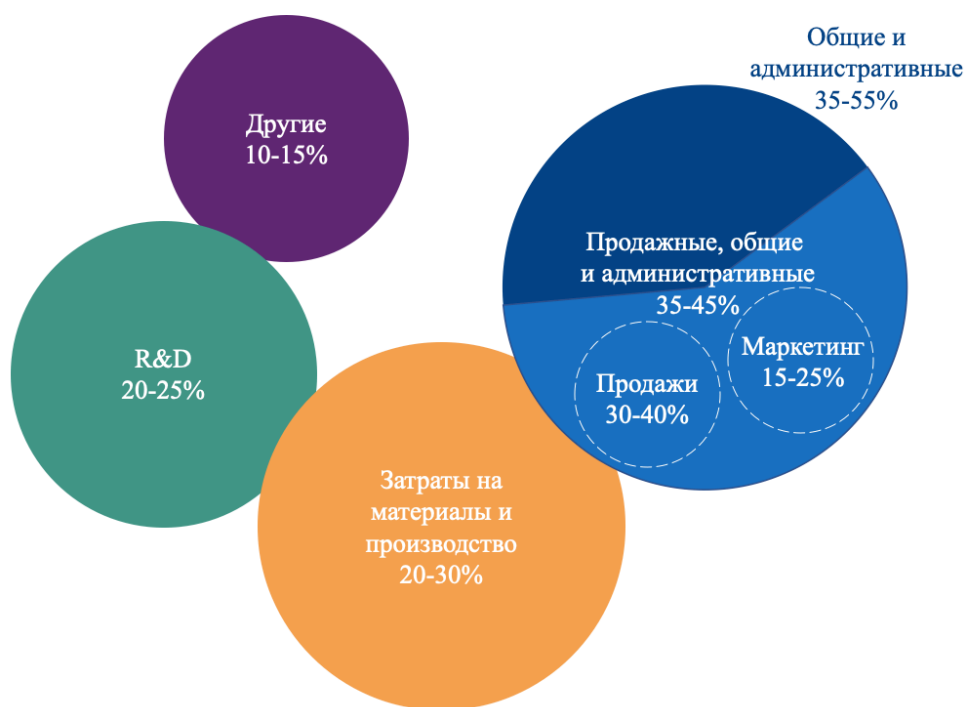 Общие и
административные
35-55%
Другие
10-15%
Продажные, общие
и административные
35-45%
Маркетинг
15-25%
R&D
20-25%
Продажи
30-40%
Затраты на
материалы и
производство
20-30%